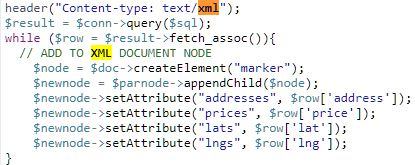 header("Content-type: text/xml");
$result = $conn->query($sql);
while ($row = $result->fetch_assoc()){
// ADD TO XML DOCUMENT NODE
$node = $doc->createElement("marker");
$newnode = $parnode->appendChild($node);
$newnode->setAttribute("addresses", $row['address']);
$newnode->setAttribute("prices", $row['price']);
$newnode->setAttribute("lats", $row['lat']);
$newnode->setAttribute("lngs", $row['lng']);
}